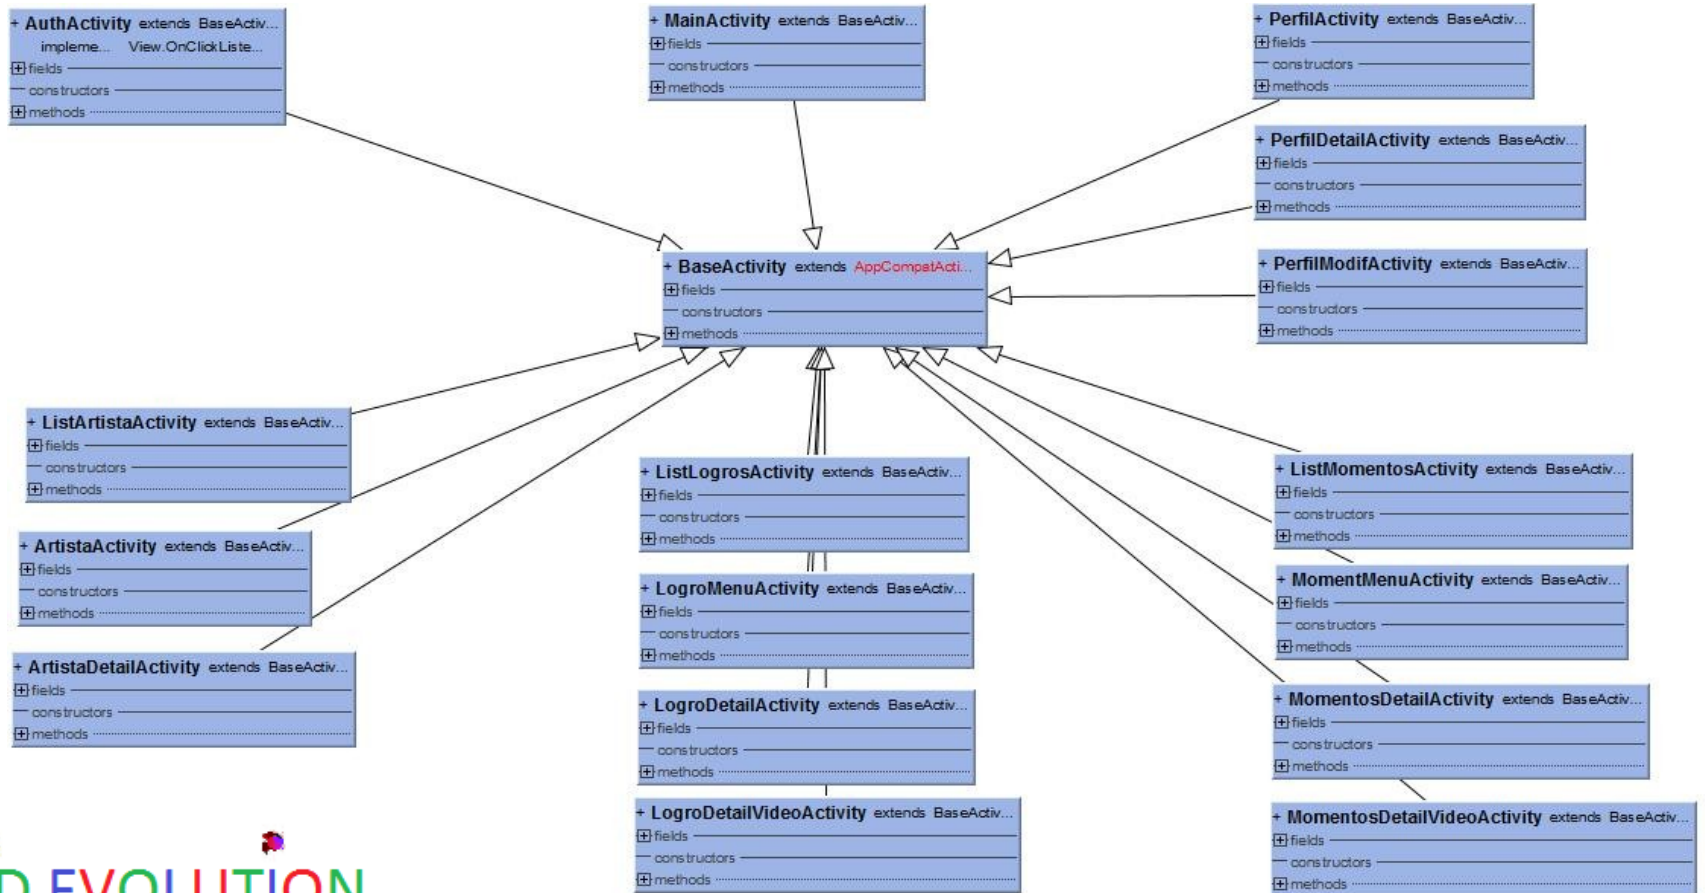 + AuthActivity extends BaseActiv...
impleme... View.OnClickListe...
fields
constructors
methods
+ MainActivity extends BaseActiv...
fields
constructors
methods
+ PerfilActivity extends BaseActiv...
fields
constructors
methods
+ PerfilDetailActivity extends BaseActiv...
fields
constructors
methods
+ BaseActivity extends AppCompatActi...
fields
constructors
methods
+ PerfilModifActivity extends BaseActiv...
fields
constructors
methods
+ ListArtistaActivity extends BaseActiv...
fields
constructors
methods
+ ArtistaActivity extends BaseActiv...
fields
constructors
methods
+ ArtistaDetailActivity extends BaseActiv...
fields
constructors
methods
+ ListLogrosActivity extends BaseActiv...
fields
constructors
methods
+ LogroMenuActivity extends BaseActiv...
fields
constructors
methods
+ LogroDetailActivity extends BaseActiv...
fields
constructors
methods
+ LogroDetailVideoActivity extends BaseActiv...
fields
constructors
methods
+ ListMomentosActivity extends BaseActiv...
fields
constructors
methods
+ MomentMenuActivity extends BaseActiv...
fields
constructors
methods
+ MomentosDetailActivity extends BaseActiv...
fields
constructors
methods
+ MomentosDetailVideoActivity extends BaseActiv...
fields
constructors
methods
D EVOLUTION